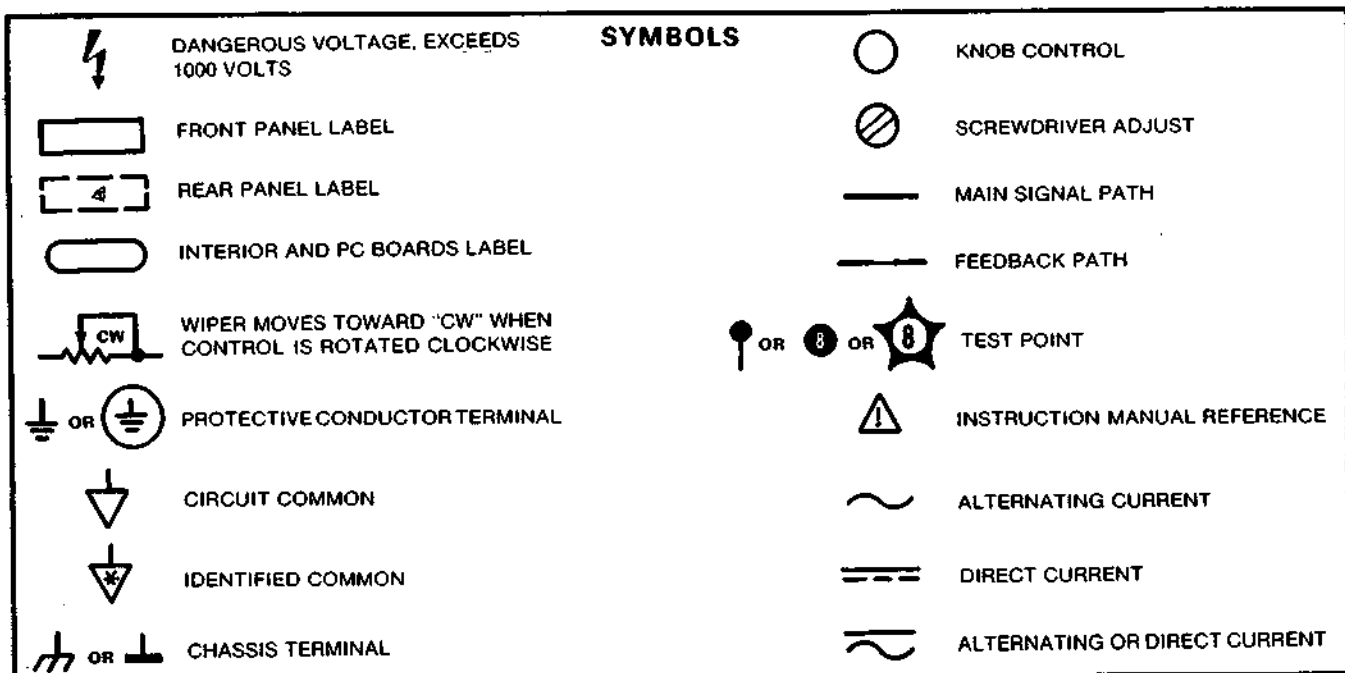 SYMBOLS
DANGEROUS VOLTAGE, EXCEEDS
1000 VOLTS
FRONT PANEL LABEL
REAR PANEL LABEL
INTERIOR AND PC BOARDS LABEL
CW
WIPER MOVES TOWARD "CW" WHEN
CONTROL IS ROTATED CLOCKWISE
OR
PROTECTIVE CONDUCTOR TERMINAL
CIRCUIT COMMON
*
IDENTIFIED COMMON
OR
CHASSIS TERMINAL
KNOB CONTROL
SCREWDRIVER ADJUST
MAIN SIGNAL PATH
FEEDBACK PATH
OR 8 OR 8 TEST POINT
!
INSTRUCTION MANUAL REFERENCE
ALTERNATING CURRENT
DIRECT CURRENT
ALTERNATING OR DIRECT CURRENT